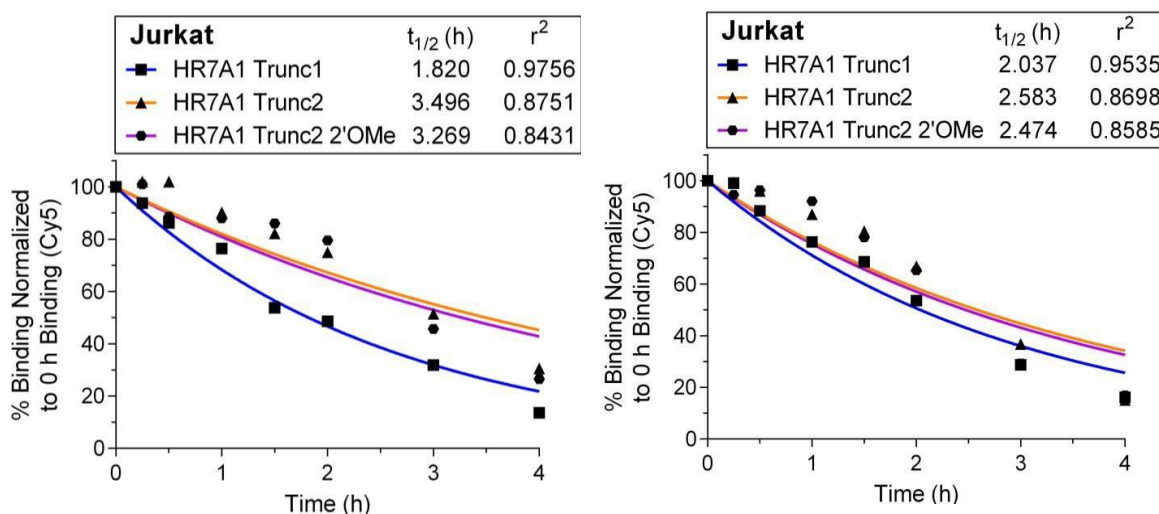 Jurkat t1/2 (h) r2
HR7A1 Trunc1 1.820 0.9756
HR7A1 Trunc2 3.496 0.8751
HR7A1 Trunc2 2'OMe 3.269 0.8431
% Binding Normalized
to 0 h Binding (Cy5)
100
80
60
40
20
0
0 1 2 3 4
Time (h)
Jurkat t1/2 (h) r2
HR7A1 Trunc1 2.037 0.9535
HR7A1 Trunc2 2.583 0.8698
HR7A1 Trunc2 2'OMe 2.474 0.8585
% Binding Normalized
to 0 h Binding (Cy5)
100
80
60
40
20
0
0 1 2 3 4
Time (h)